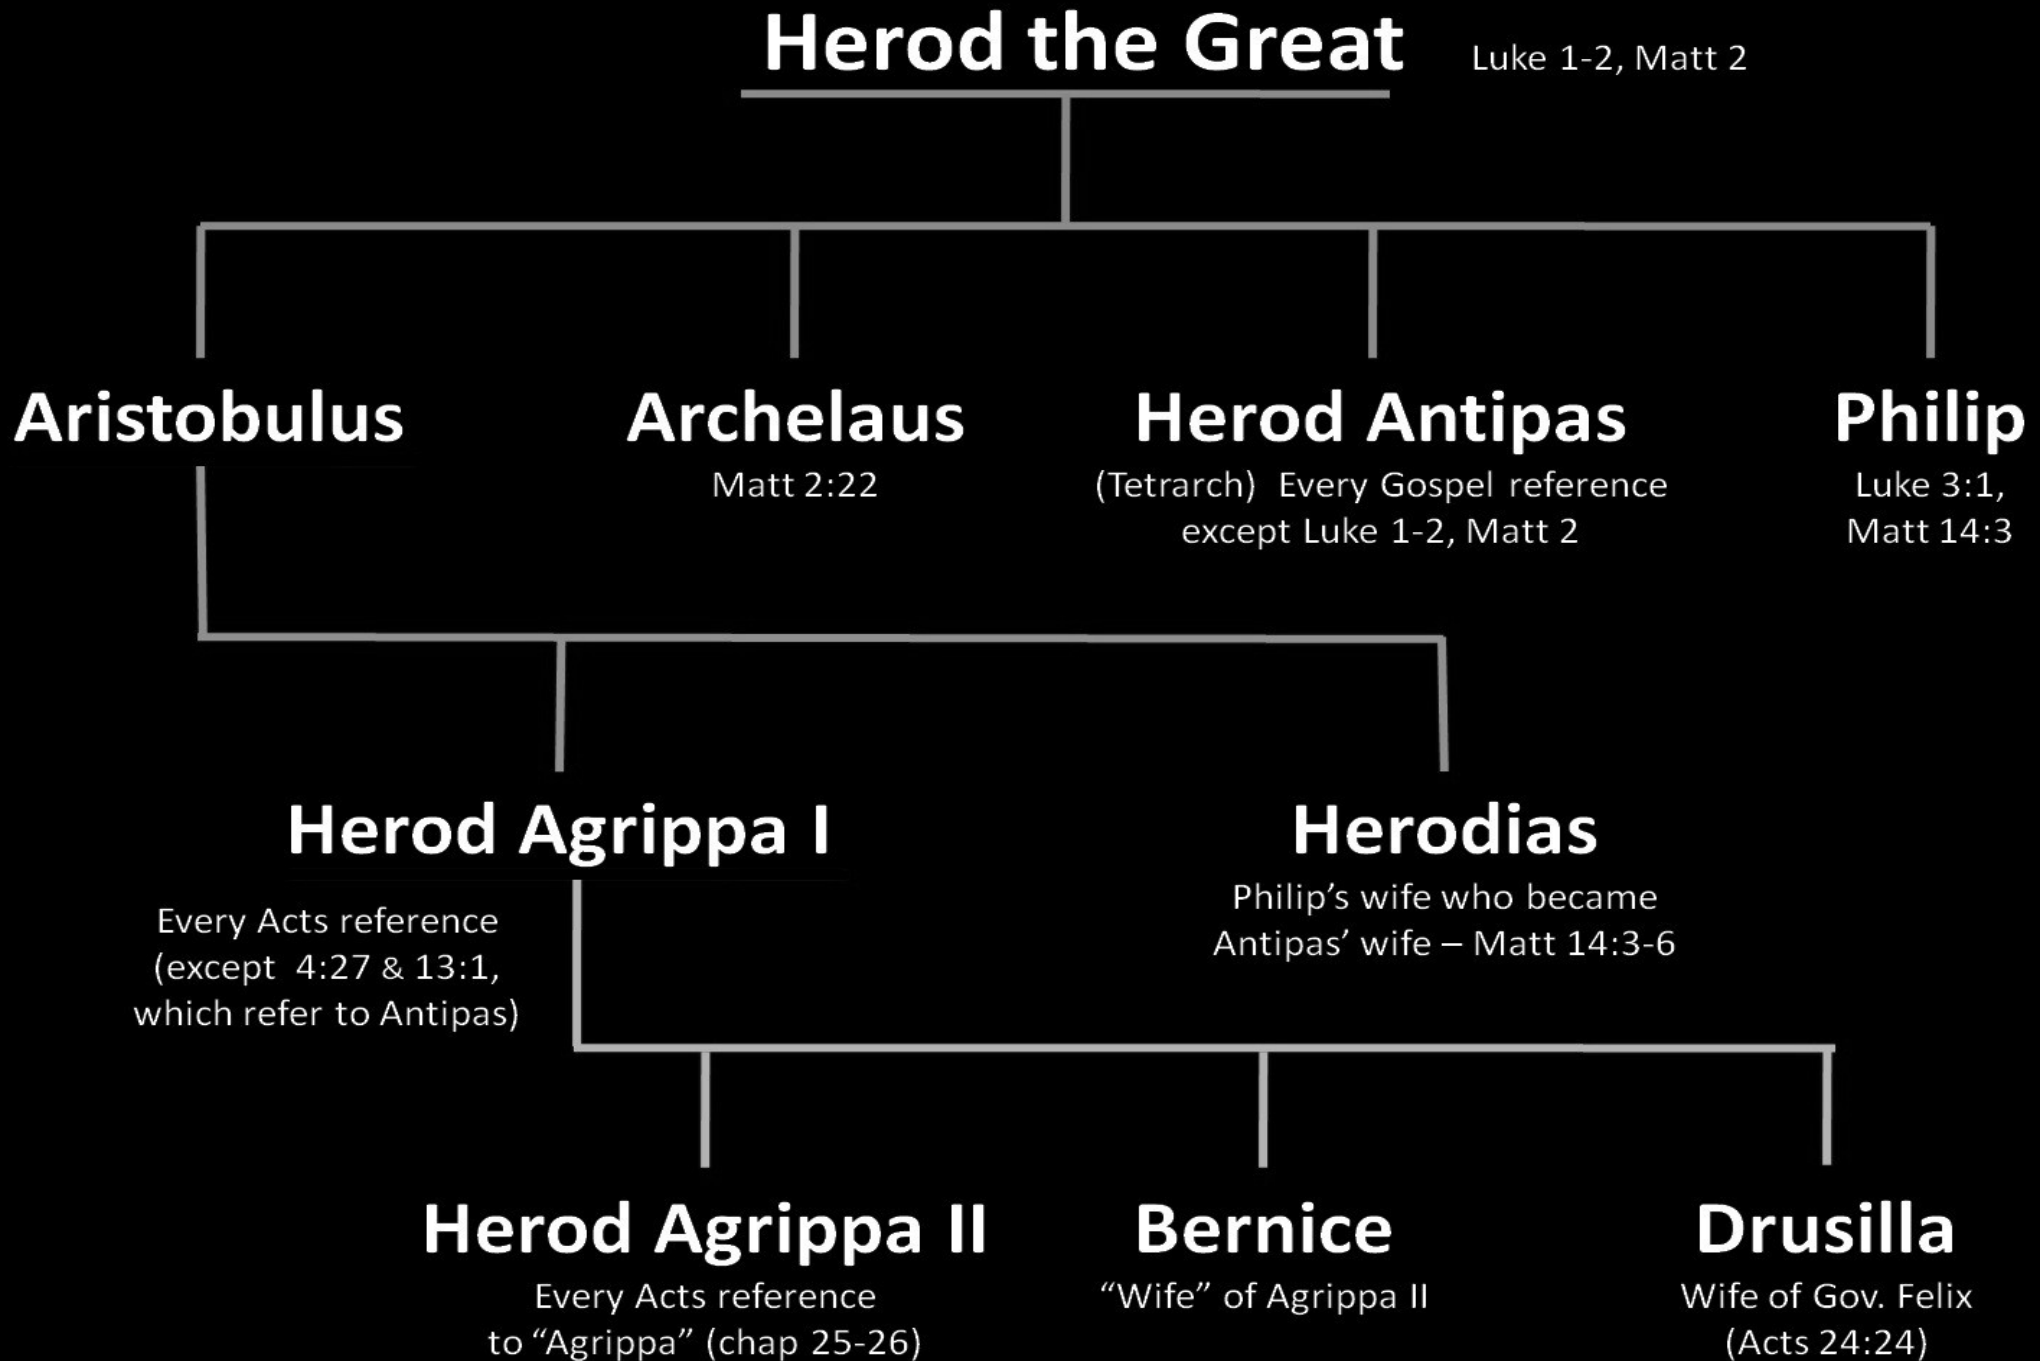 Herod the Great
Luke 1-2, Matt 2
Aristobulus
Archelaus
Matt 2:22
Herod Antipas
(Tetrarch) Every Gospel reference
except Luke 1-2, Matt 2
Philip
Luke 3:1,
Matt 14:3
Herod Agrippa I
Every Acts reference
(except 4:27 & 13:1,
which refer to Antipas)
Herodias
Philip’s wife who became
Antipas’ wife – Matt 14:3-6
Herod Agrippa II
Every Acts reference
to “Agrippa” (chap 25-26)
Bernice
“Wife” of Agrippa II
Drusilla
Wife of Gov. Felix
(Acts 24:24)